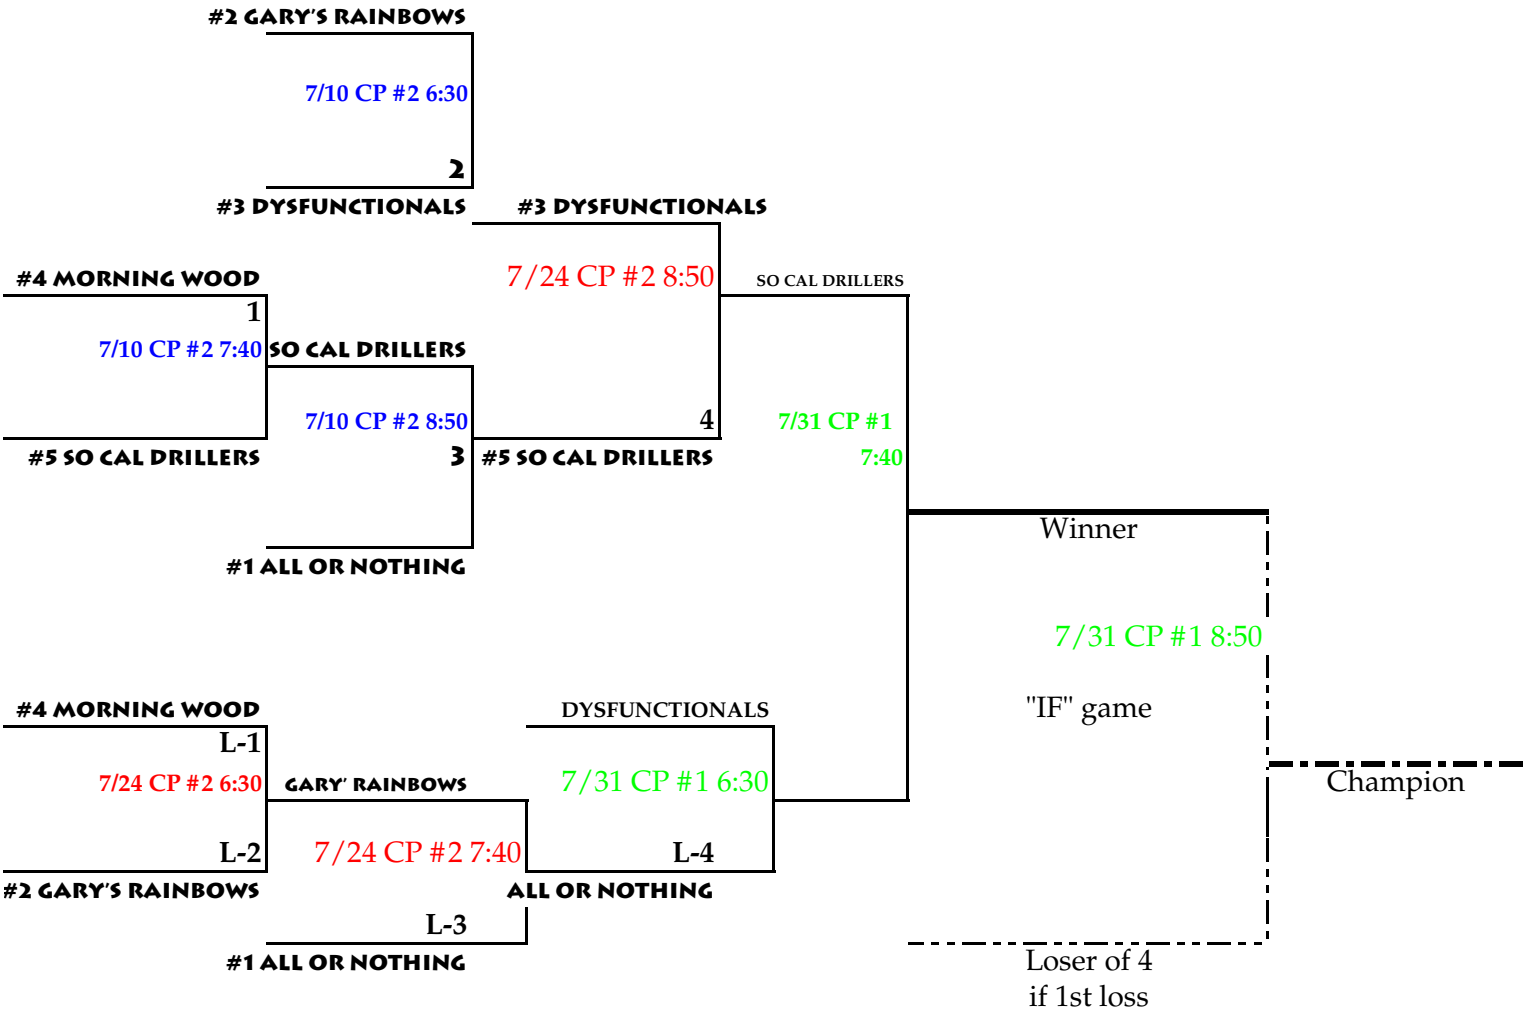 #2 GARY'S RAINBOWS
7/10 CP #2 6:30
2
#3 DYSFUNCTIONALS
#3 DYSFUNCTIONALS
#4 MORNING WOOD
1
7/24 CP #2 8:50
SO CAL DRILLERS
7/10 CP #2 7:40
SO CAL DRILLERS
7/10 CP #2 8:50
4
7/31 CP #1
7:40
#5 SO CAL DRILLERS
3
#5 SO CAL DRILLERS
Winner
#1 ALL OR NOTHING
7/31 CP #1 8:50
"IF" game
#4 MORNING WOOD
L-1
DYSFUNCTIONALS
7/24 CP #2 6:30
GARY' RAINBOWS
7/31 CP #1 6:30
Champion
L-2
7/24 CP #2 7:40
L-4
#2 GARY'S RAINBOWS
ALL OR NOTHING
L-3
#1 ALL OR NOTHING
Loser of 4
if 1st loss